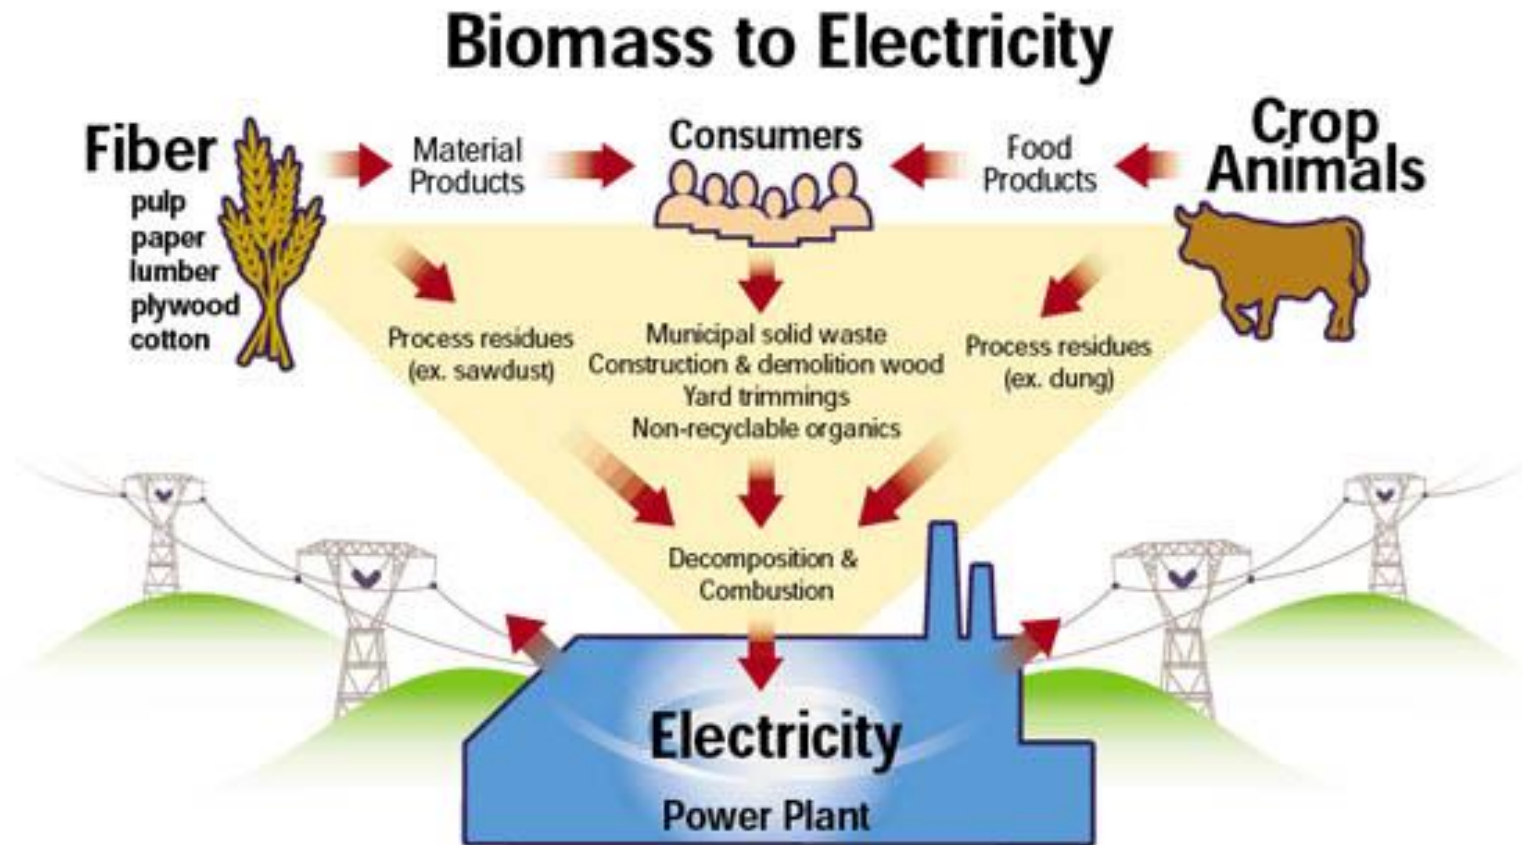 Biomass to Electricity
Fiber
pulp
paper
lumber
plywood
cotton
Material
Products
Consumers
Food
Products
Crop
Animals
Process residues
(ex. sawdust)
Municipal solid waste
Construction & demolition wood
Yard trimmings
Non-recyclable organics
Process residues
(ex. dung)
Decomposition &
Combustion
Electricity
Power Plant